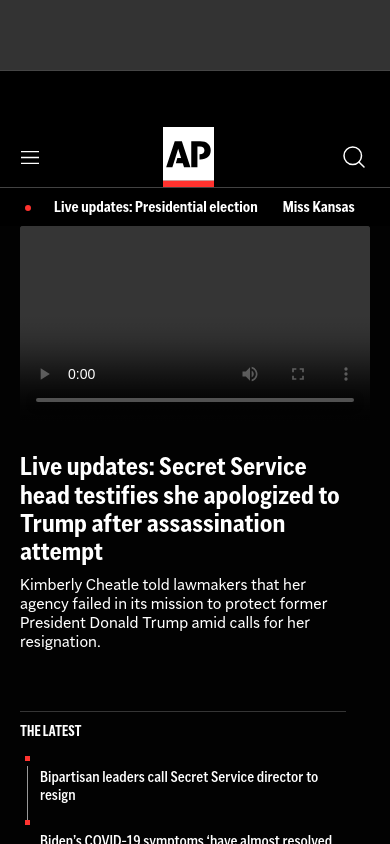 AP
Live updates: Presidential election
Miss Kansas
0:00
Live updates: Secret Service
head testifies she apologized to
Trump after assassination
attempt
Kimberly Cheatle told lawmakers that her
agency failed in its mission to protect former
President Donald Trump amid calls for her
resignation.
THE LATEST
Bipartisan leaders call Secret Service director to
resign
Biden's COVID-19 symptoms ‘have almost resolved